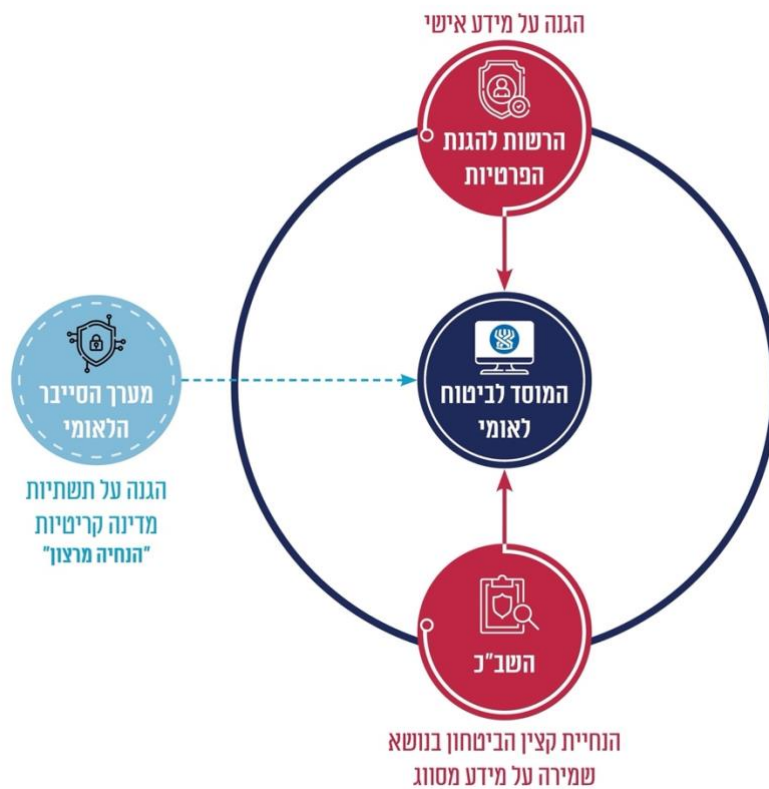 הגנה על מידע אישי
הרשות להגנת
הפרטיות
המוסד לביטוח
לאומי
מערך הסייבר
הלאומי
הגנה על תשתיות
מדינה קריטיות
"הנחיה מרצון"
השב"כ
הנחיית קצין הביטחון בנושא
שמירה על מידע מסווג